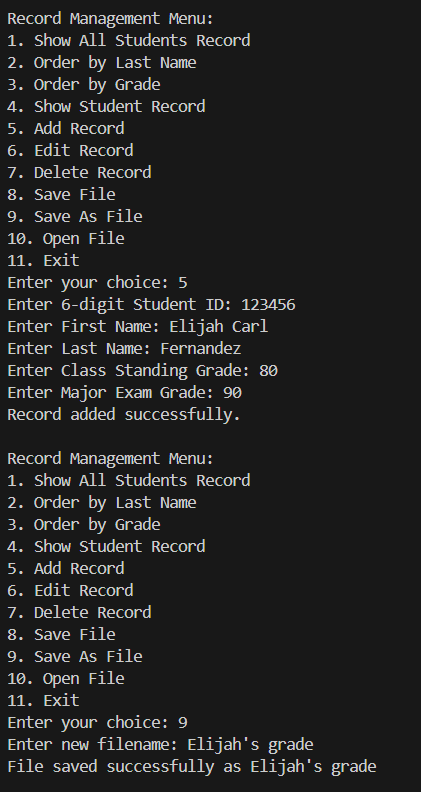 Record Management Menu:
1. Show All Students Record
2. Order by Last Name
3. Order by Grade
4. Show Student Record
5. Add Record
6. Edit Record
7. Delete Record
8. Save File
9. Save As File
10. Open File
11. Exit
Enter your choice: 5
Enter 6-digit Student ID: 123456
Enter First Name: Elijah Carl
Enter Last Name: Fernandez
Enter Class Standing Grade: 80
Enter Major Exam Grade: 90
Record added successfully.

Record Management Menu:
1. Show All Students Record
2. Order by Last Name
3. Order by Grade
4. Show Student Record
5. Add Record
6. Edit Record
7. Delete Record
8. Save File
9. Save As File
10. Open File
11. Exit
Enter your choice: 9
Enter new filename: Elijah's grade
File saved successfully as Elijah's grade